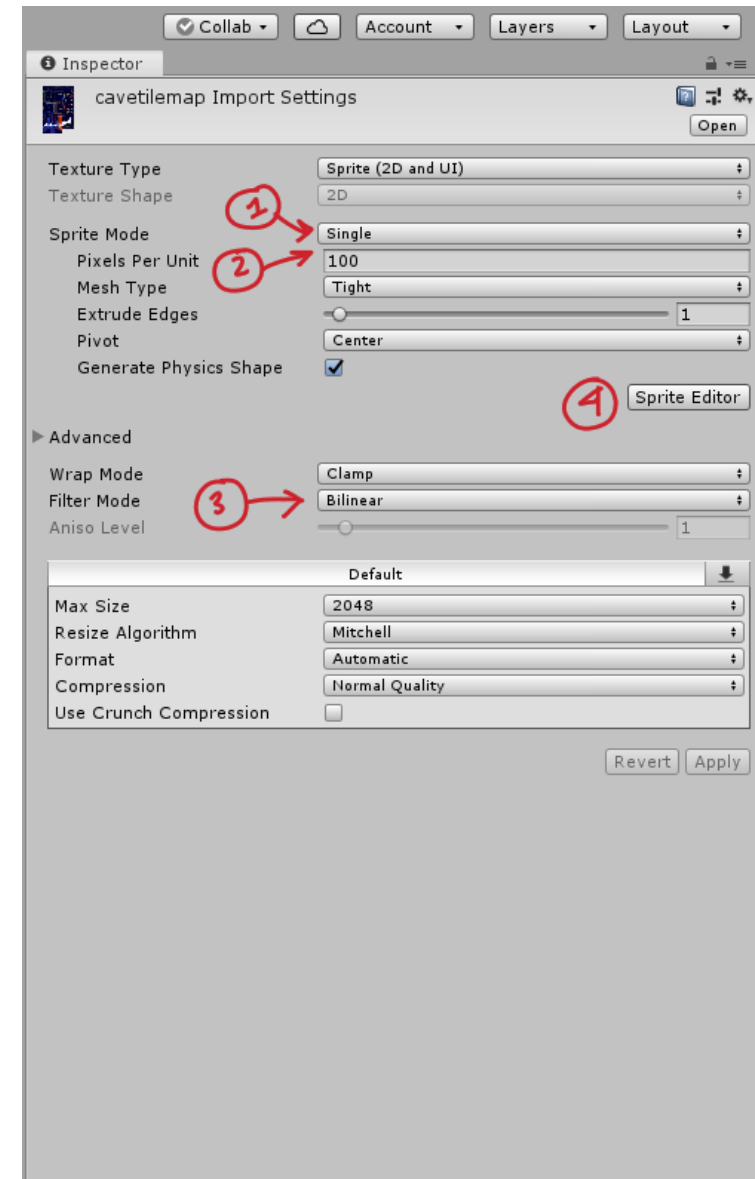 Collab Account Layers Layout
Inspector
cavetilemap Import Settings
Open
Texture Type Sprite (2D and UI)
Texture Shape 2D
1
Sprite Mode Single
Pixels Per Unit 100
2
Mesh Type Tight
Extrude Edges 1
Pivot Center
Generate Physics Shape
4 Sprite Editor
Advanced
Wrap Mode Clamp
Filter Mode 3 Bilinear
Aniso Level 1
Default
Max Size 2048
Resize Algorithm Mitchell
Format Automatic
Compression Normal Quality
Use Crunch Compression
Revert Apply